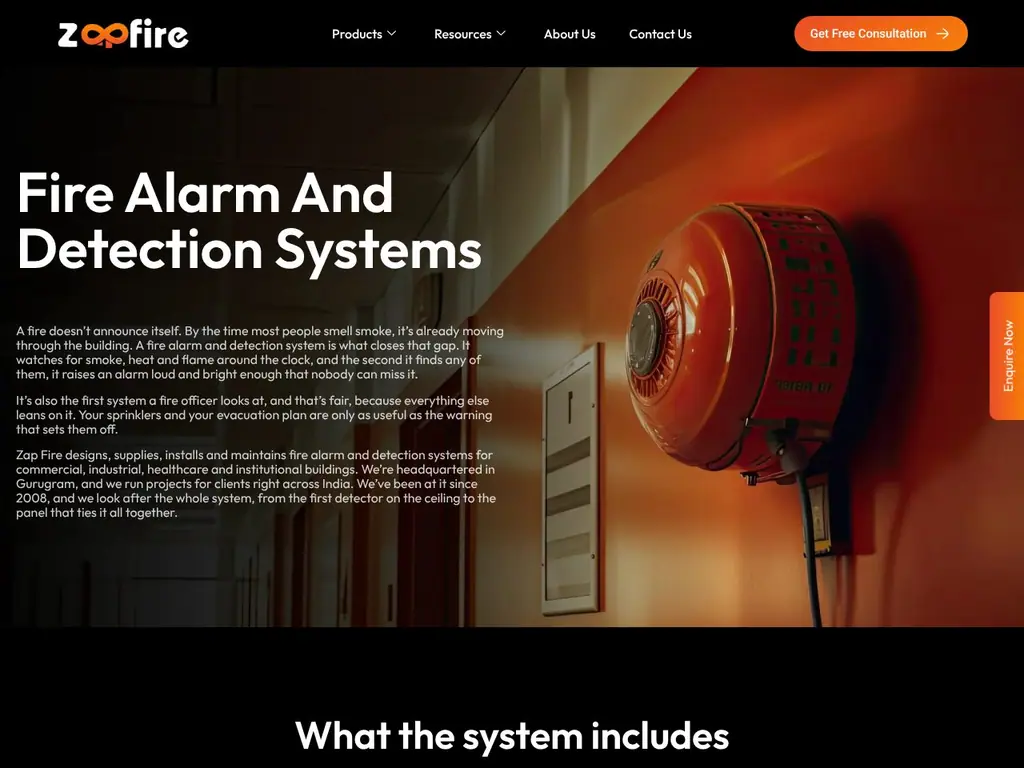 zapfire
Products
Resources
About Us
Contact Us
Get Free Consultation
Fire Alarm And
Detection Systems
A fire doesn’t announce itself. By the time most people smell smoke, it’s already moving
through the building. A fire alarm and detection system is what closes that gap. It
watches for smoke, heat and flame around the clock, and the second it finds any of
them, it raises an alarm loud and bright enough that nobody can miss it.
It’s also the first system a fire officer looks at, and that’s fair, because everything else
leans on it. Your sprinklers and your evacuation plan are only as useful as the warning
that sets them off.
Zap Fire designs, supplies, installs and maintains fire alarm and detection systems for
commercial, industrial, healthcare and institutional buildings. We’re headquartered in
Gurugram, and we run projects for clients right across India. We’ve been at it since
2008, and we look after the whole system, from the first detector on the ceiling to the
panel that ties it all together.
Enquire Now
What the system includes